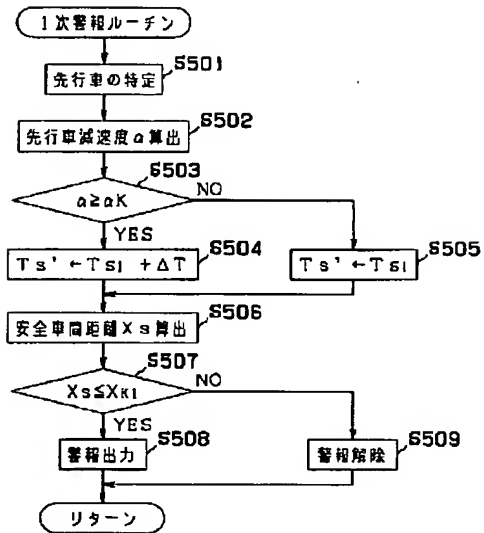 1次警報ルーチン
S501
先行車の特定
S502
先行車減速度α算出
S503
α≧αK
NO
YES
S504
S505
Ts'←Ts1+ΔT
Ts'←Ts1
S506
安全車間距離Xs算出
S507
Xs≦XK1
NO
YES
S508
S509
警報出力
警報解除
リターン